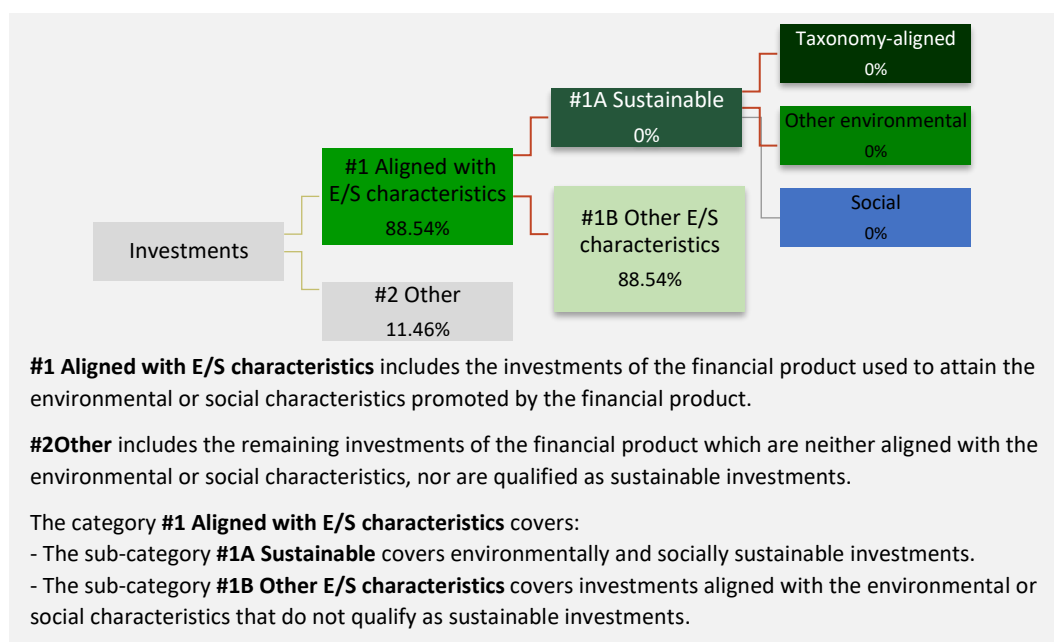 Taxonomy-aligned
0%
#1A Sustainable
0%
Other environmental
0%
#1 Aligned with
E/S characteristics
88.54%
Social
0%
#1B Other E/S
characteristics
88.54%
Investments
#2 Other
11.46%
#1 Aligned with E/S characteristics includes the investments of the financial product used to attain the
environmental or social characteristics promoted by the financial product.
#2Other includes the remaining investments of the financial product which are neither aligned with the
environmental or social characteristics, nor are qualified as sustainable investments.
The category #1 Aligned with E/S characteristics covers:
- The sub-category #1A Sustainable covers environmentally and socially sustainable investments.
- The sub-category #1B Other E/S characteristics covers investments aligned with the environmental or
social characteristics that do not qualify as sustainable investments.